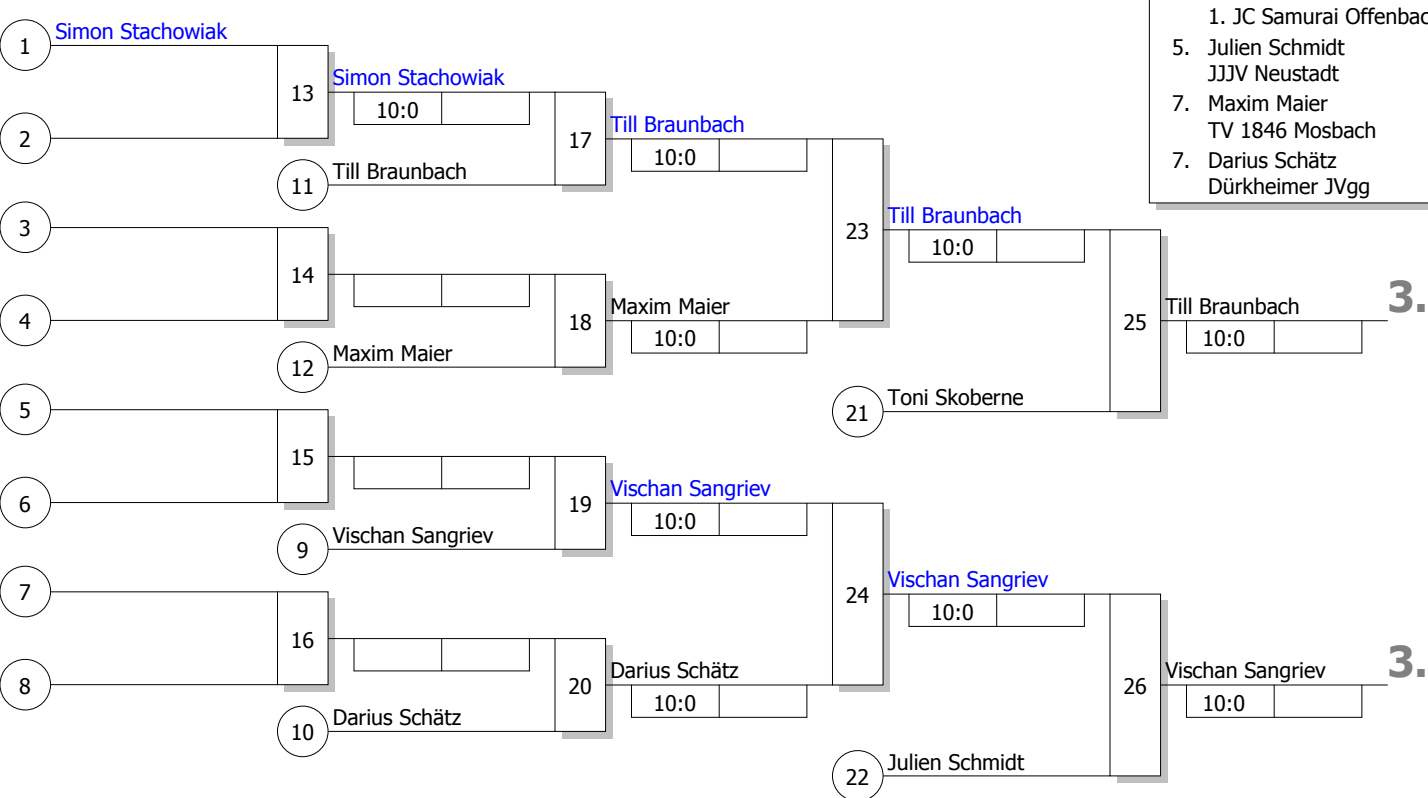 1. JC Samurai Offenbac
5. Julien Schmidt
JJJV Neustadt
7. Maxim Maier
TV 1846 Mosbach
7. Darius Schätz
Dürkheimer JVgg
1 Simon Stachowiak
2
13 Simon Stachowiak
10:0
11 Till Braunbach
17 Till Braunbach
10:0
3
4
14
12 Maxim Maier
18 Maxim Maier
10:0
23 Till Braunbach
10:0
21 Toni Skoberne
25 Till Braunbach 3.
10:0
5
6
15
9 Vischan Sangriev
19 Vischan Sangriev
10:0
7
8
16
10 Darius Schätz
20 Darius Schätz
10:0
24 Vischan Sangriev
10:0
22 Julien Schmidt
26 Vischan Sangriev 3.
10:0